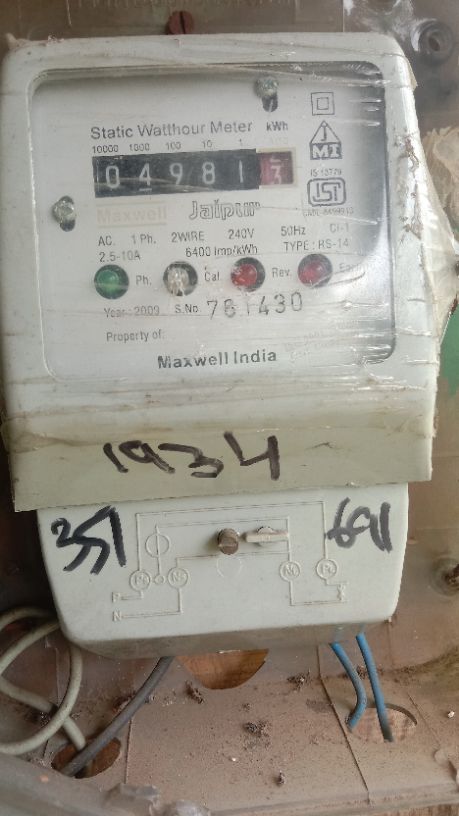 Static Watthour Meter kWh
10000 1000 100 10 1
0 4 9 8 1 3
JMI
IS 13779
ISI
Maxwell Jaipur
AC. 1 Ph. 2WIRE 240V 50Hz Cl-1
2.5-10A 6400 Imp/kWh TYPE : RS-14
Ph. Cal. Rev.
Year : 2009 S.No. 761430
Property of:
Maxwell India
1934
351
691